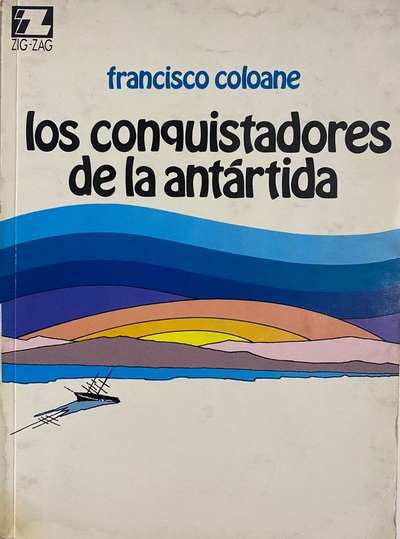 ZIG-ZAG
francisco coloane
los conquistadores
de la antártida